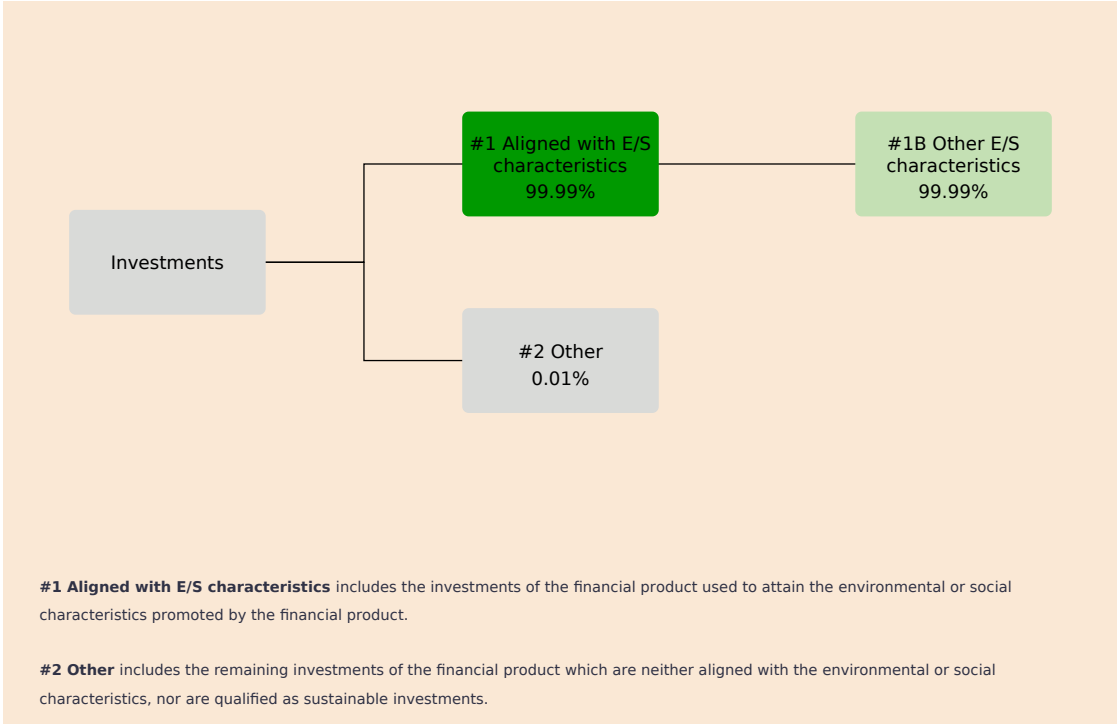 #1 Aligned with E/S
characteristics
99.99%
#1B Other E/S
characteristics
99.99%
Investments
#2 Other
0.01%
#1 Aligned with E/S characteristics includes the investments of the financial product used to attain the environmental or social
characteristics promoted by the financial product.
#2 Other includes the remaining investments of the financial product which are neither aligned with the environmental or social
characteristics, nor are qualified as sustainable investments.